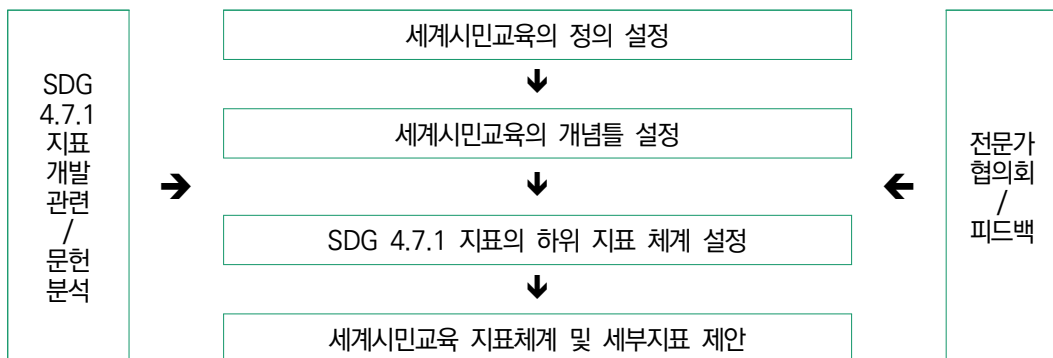 SDG
4.7.1
지표
개발
관련
/
문헌
분석
세계시민교육의 정의 설정
세계시민교육의 개념틀 설정
SDG 4.7.1 지표의 하위 지표 체계 설정
세계시민교육 지표체계 및 세부지표 제안
전문가
협의회
/
피드백